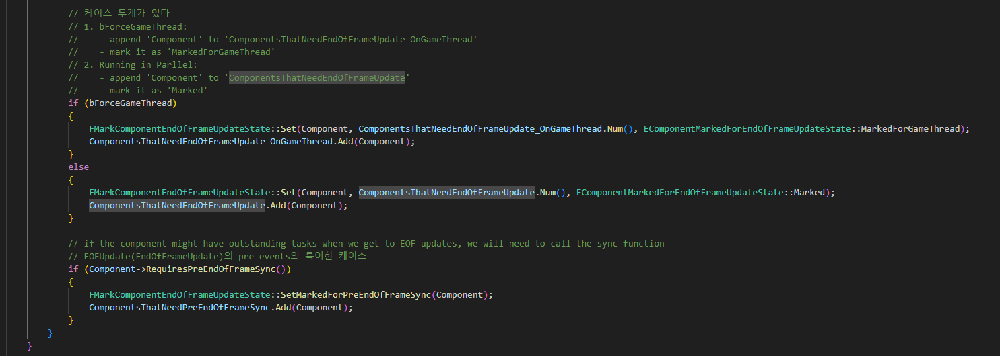 // 케이스 두개가 있다
// 1. bForceGameThread:
//    - append 'Component' to 'ComponentsThatNeedEndOfFrameUpdate_OnGameThread'
//    - mark it as 'MarkedForGameThread'
// 2. Running in Parllel:
//    - append 'Component' to 'ComponentsThatNeedEndOfFrameUpdate'
//    - mark it as 'Marked'
if (bForceGameThread)
{
    FMarkComponentEndOfFrameUpdateState::Set(Component, ComponentsThatNeedEndOfFrameUpdate_OnGameThread.Num(), EComponentMarkedForEndOfFrameUpdateState::MarkedForGameThread);
    ComponentsThatNeedEndOfFrameUpdate_OnGameThread.Add(Component);
}
else
{
    FMarkComponentEndOfFrameUpdateState::Set(Component, ComponentsThatNeedEndOfFrameUpdate.Num(), EComponentMarkedForEndOfFrameUpdateState::Marked);
    ComponentsThatNeedEndOfFrameUpdate.Add(Component);
}
// if the component might have outstanding tasks when we get to EOF updates, we will need to call the sync function
// EOFUpdate(EndOfFrameUpdate)의 pre-events의 특이한 케이스
if (Component->RequiresPreEndOfFrameSync())
{
    FMarkComponentEndOfFrameUpdateState::SetMarkedForPreEndOfFrameSync(Component);
    ComponentsThatNeedPreEndOfFrameSync.Add(Component);
}
}
}